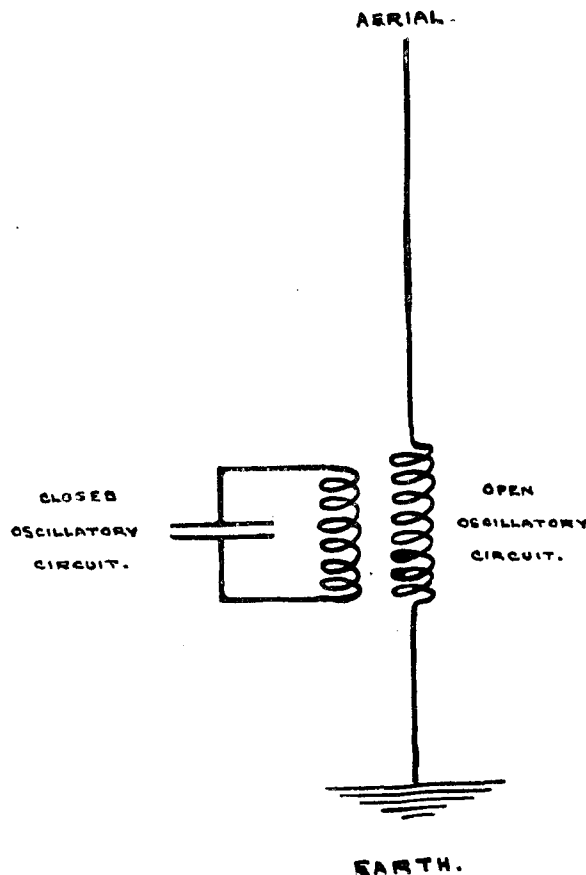 AERIAL.
CLOSED
OSCILLATORY
CIRCUIT.
OPEN
OSCILLATORY
CIRCUIT.
EARTH.